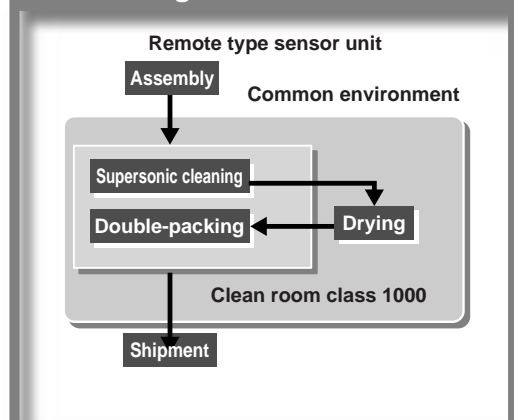 Remote type sensor unit
Assembly
Common environment
Supersonic cleaning
Double-packing
Drying
Clean room class 1000
Shipment